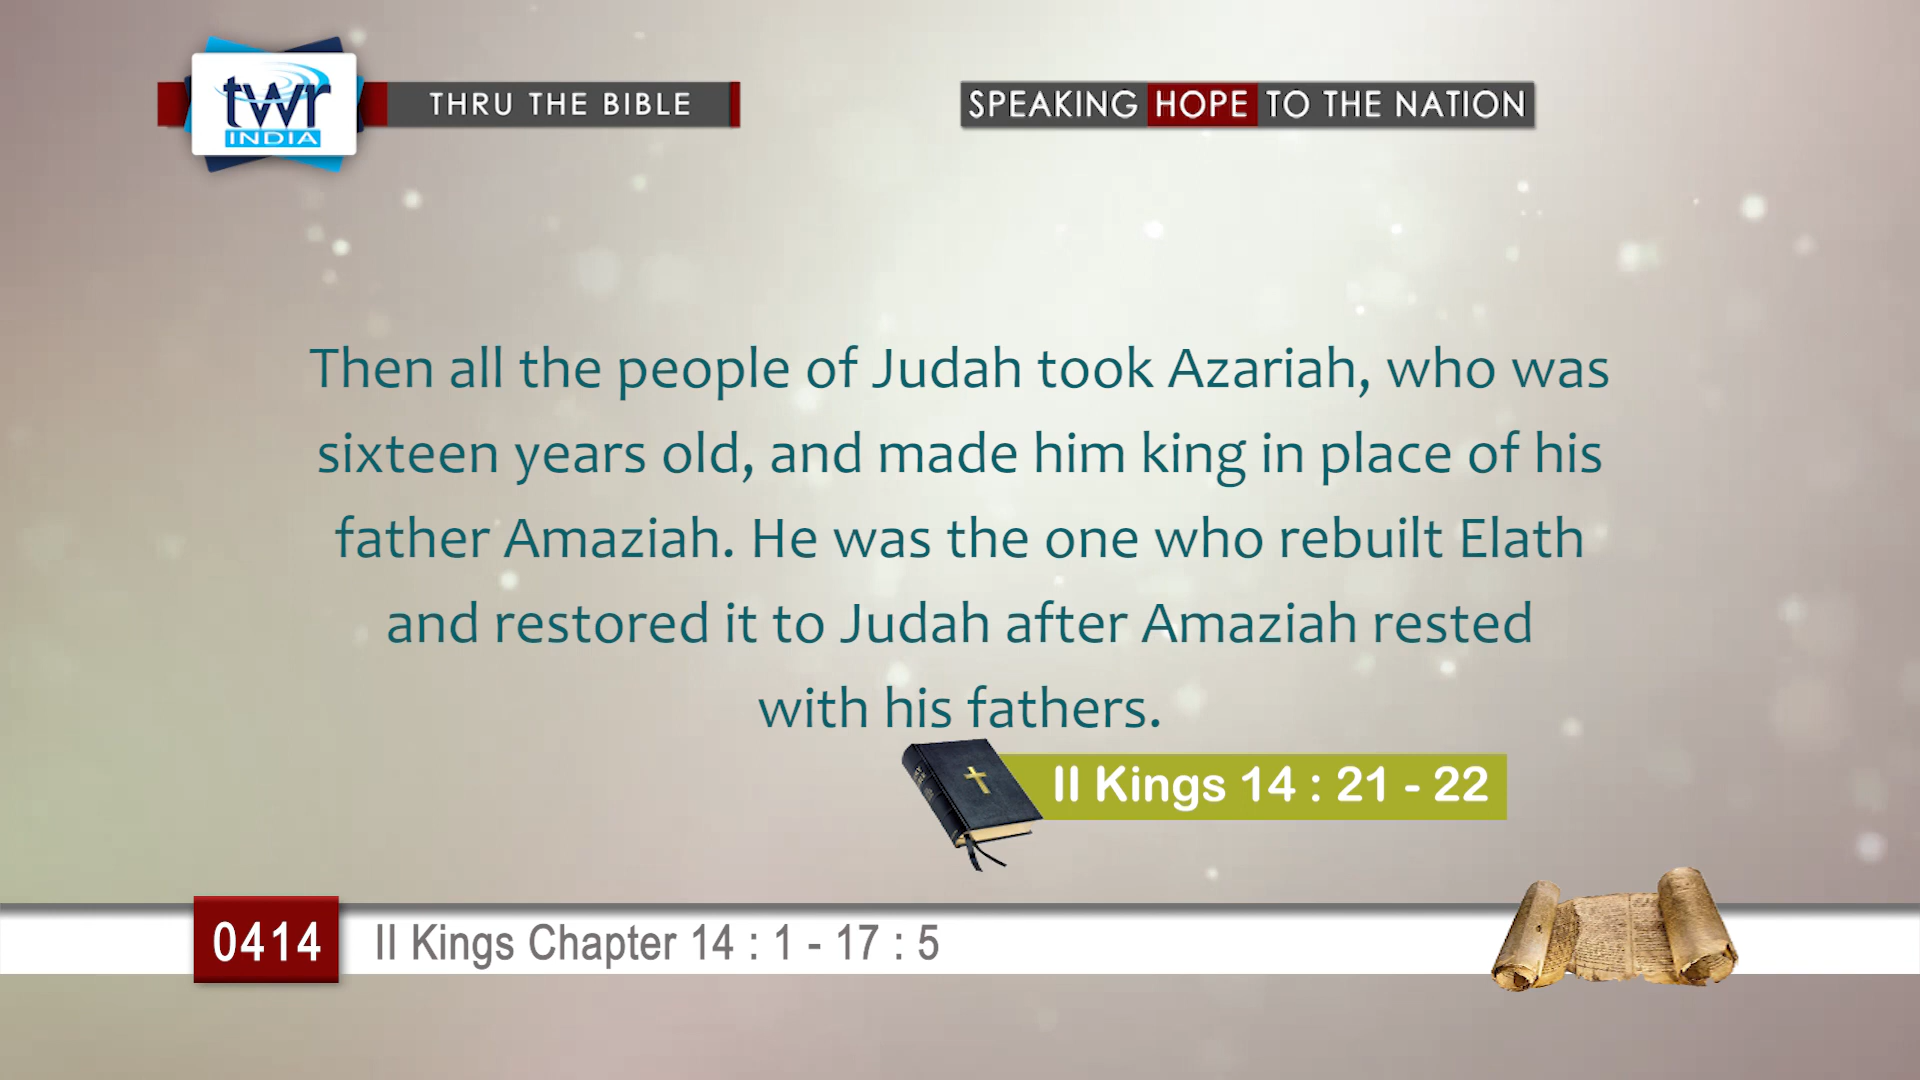 twr
INDIA
THRU THE BIBLE
SPEAKING HOPE TO THE NATION
Then all the people of Judah took Azariah, who was
sixteen years old, and made him king in place of his
father Amaziah. He was the one who rebuilt Elath
and restored it to Judah after Amaziah rested
with his fathers.
II Kings 14 : 21 - 22
0414
II Kings Chapter 14 : 1 - 17 : 5